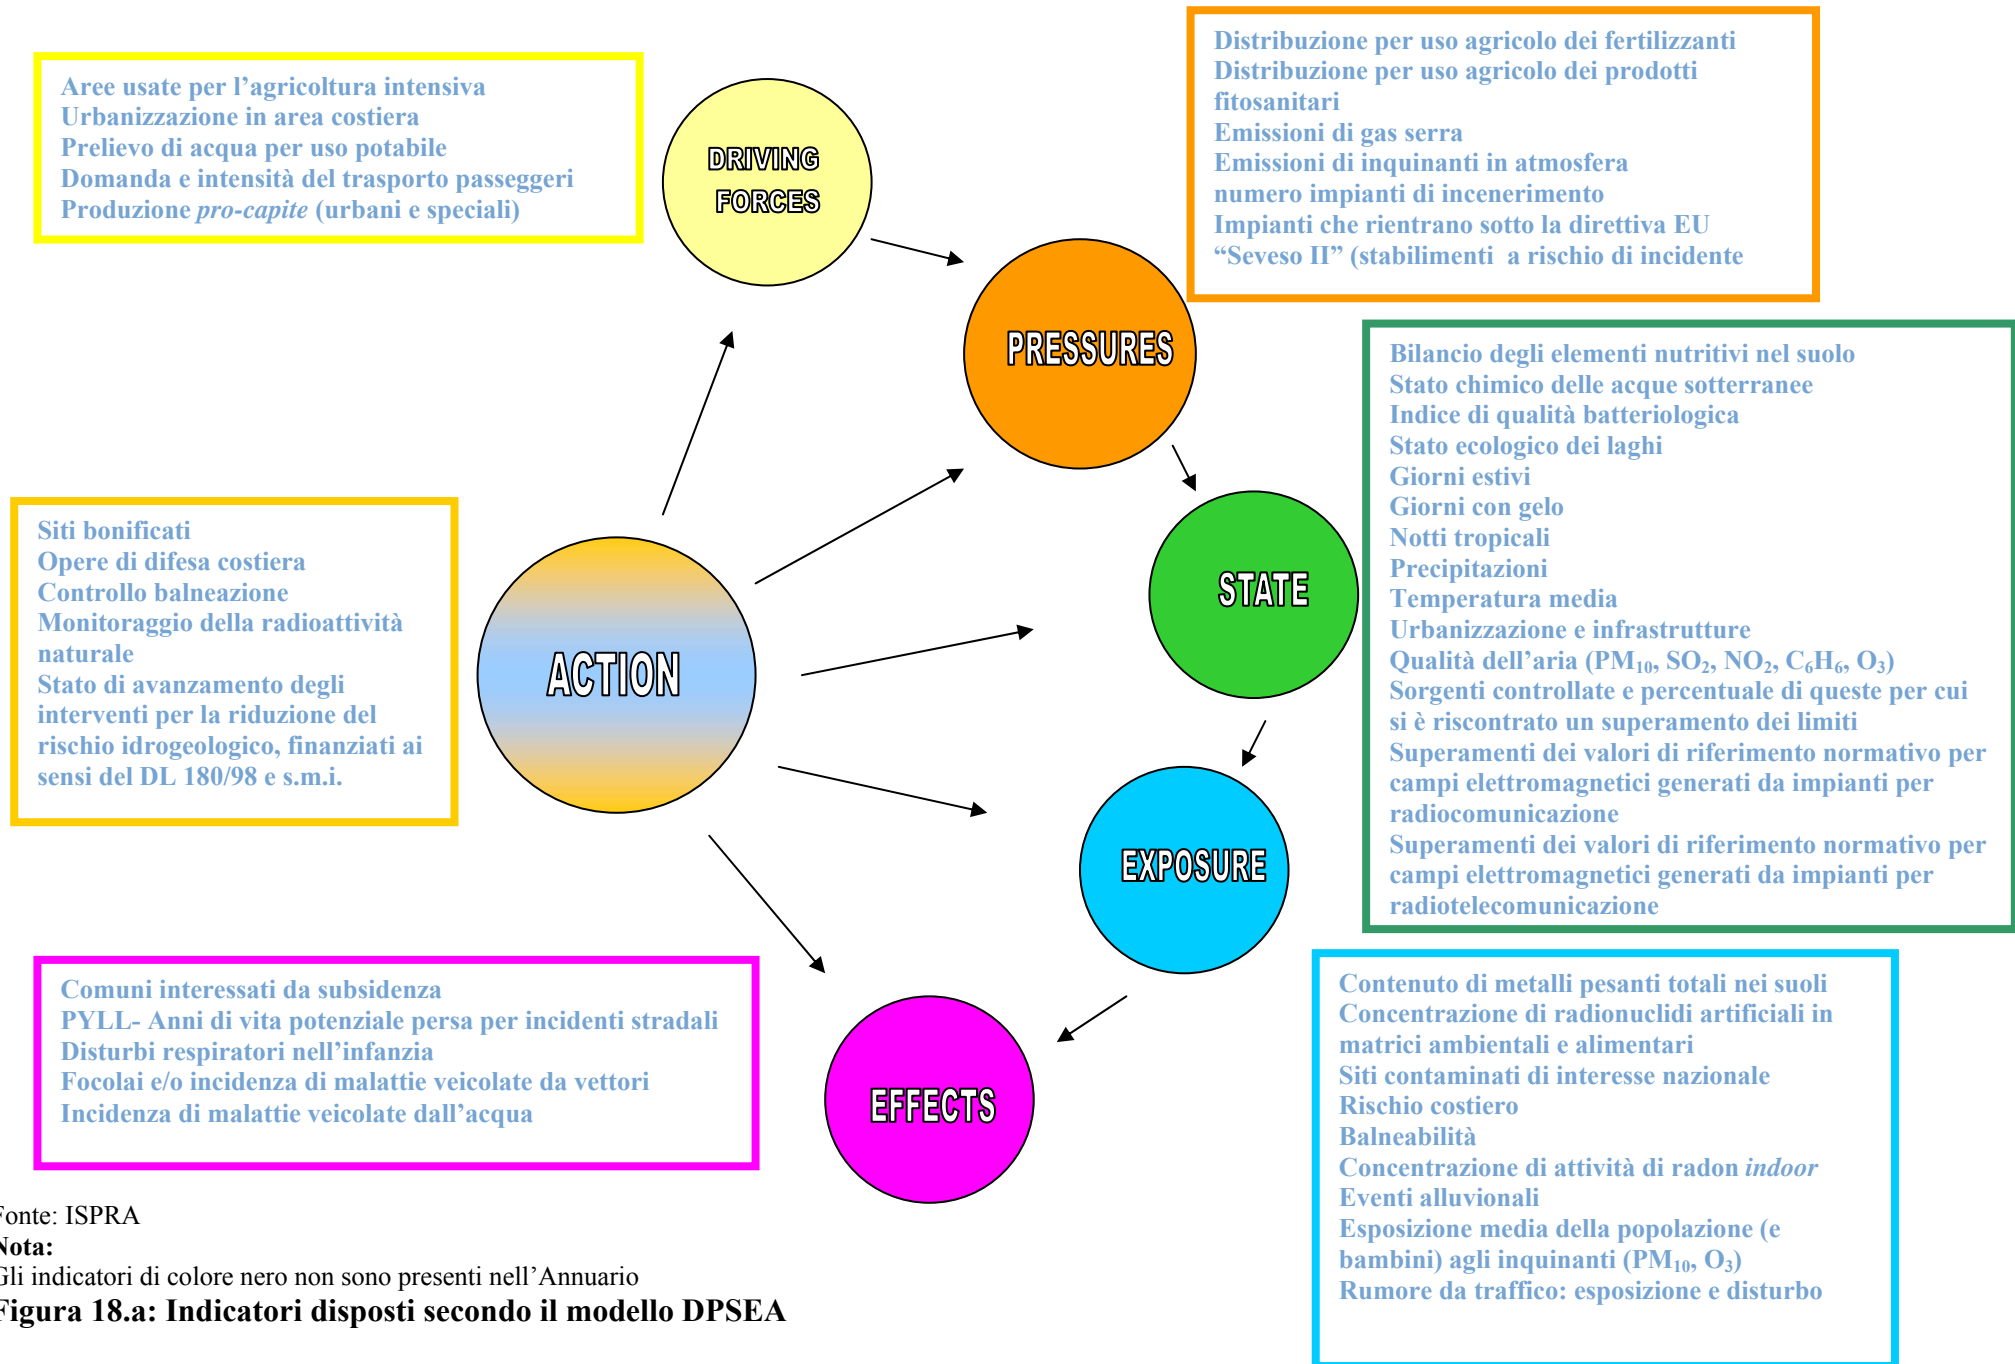 Aree usate per l’agricoltura intensiva
Urbanizzazione in area costiera
Prelievo di acqua per uso potabile
Domanda e intensità del trasporto passeggeri
Produzione pro-capite (urbani e speciali)
DRIVING
FORCES
Distribuzione per uso agricolo dei fertilizzanti
Distribuzione per uso agricolo dei prodotti
fitosanitari
Emissioni di gas serra
Emissioni di inquinanti in atmosfera
numero impianti di incenerimento
Impianti che rientrano sotto la direttiva EU
“Seveso II” (stabilimenti a rischio di incidente
PRESSURES
Bilancio degli elementi nutritivi nel suolo
Stato chimico delle acque sotterranee
Indice di qualità batteriologica
Stato ecologico dei laghi
Giorni estivi
Giorni con gelo
Notti tropicali
Precipitazioni
Temperatura media
Urbanizzazione e infrastrutture
Qualità dell’aria (PM₁₀, SO₂, NO₂, C₆H₆, O₃)
Sorgenti controllate e percentuale di queste per cui
si è riscontrato un superamento dei limiti
Superamenti dei valori di riferimento normativo per
campi elettromagnetici generati da impianti per
radiocomunicazione
Superamenti dei valori di riferimento normativo per
campi elettromagnetici generati da impianti per
radiotelecomunicazione
STATE
Siti bonificati
Opere di difesa costiera
Controllo balneazione
Monitoraggio della radioattività
naturale
Stato di avanzamento degli
interventi per la riduzione del
rischio idrogeologico, finanziati ai
sensi del DL 180/98 e s.m.i.
ACTION
EXPOSURE
Comuni interessati da subsidenza
PYLL- Anni di vita potenziale persa per incidenti stradali
Disturbi respiratori nell’infanzia
Focolai e/o incidenza di malattie veicolate da vettori
Incidenza di malattie veicolate dall’acqua
EFFECTS
Contenuto di metalli pesanti totali nei suoli
Concentrazione di radionuclidi artificiali in
matrici ambientali e alimentari
Siti contaminati di interesse nazionale
Rischio costiero
Balneabilità
Concentrazione di attività di radon indoor
Eventi alluvionali
Esposizione media della popolazione (e
bambini) agli inquinanti (PM₁₀, O₃)
Rumore da traffico: esposizione e disturbo
Fonte: ISPRA
Nota:
Gli indicatori di colore nero non sono presenti nell’Annuario
Figura 18.a: Indicatori disposti secondo il modello DPSEA